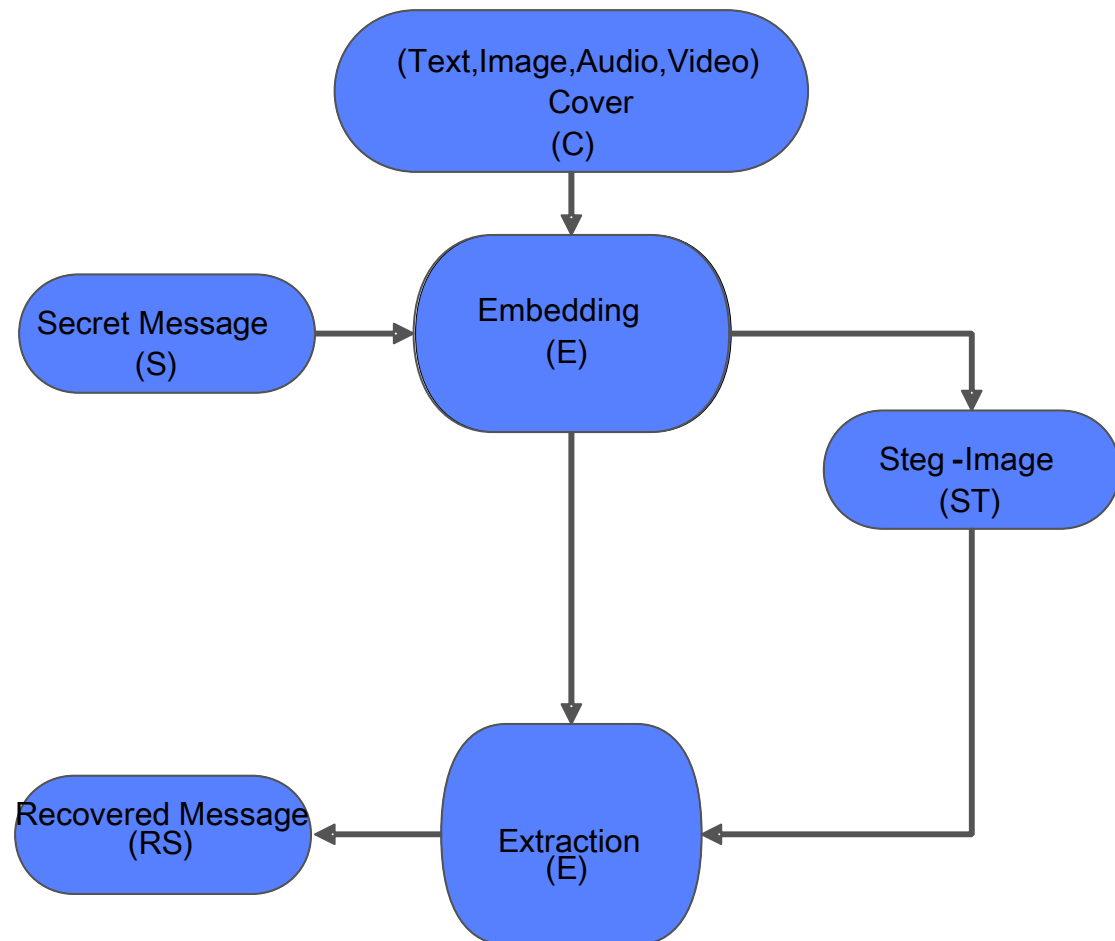 (Text,Image,Audio,Video)
Cover
(C)
Secret Message
(S)
Embedding
(E)
Steg -Image
(ST)
Recovered Message
(RS)
Extraction
(E)